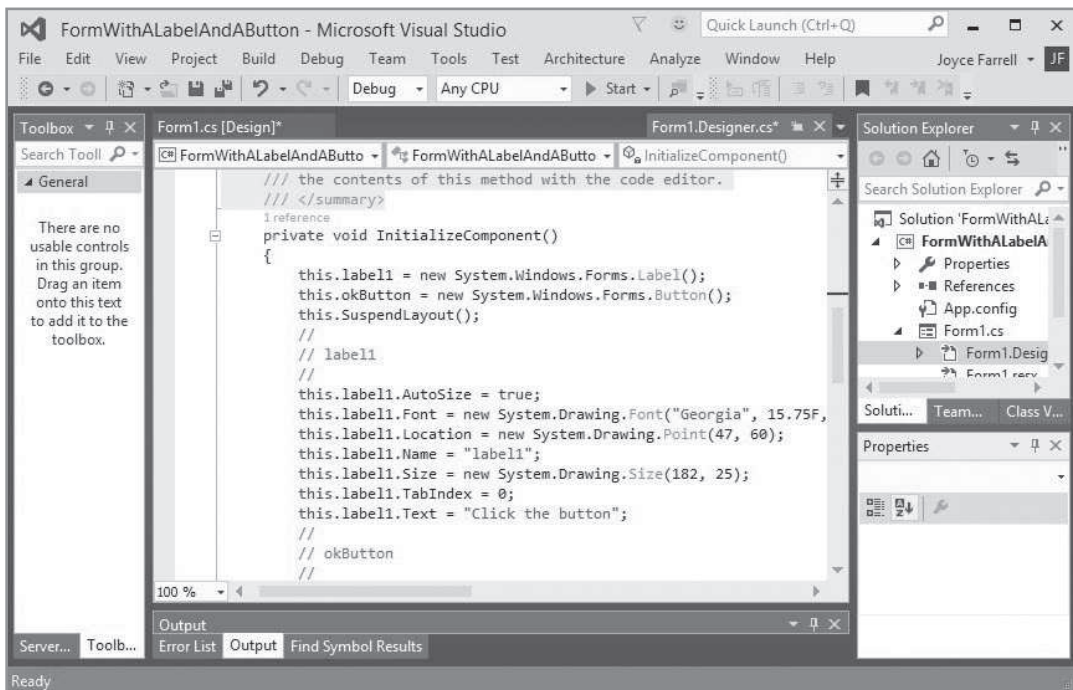 FormWithALabelAndAButton - Microsoft Visual Studio
Quick Launch (Ctrl+Q)
File Edit View Project Build Debug Team Tools Test Architecture Analyze Window Help
Joyce Farrell JF
Debug Any CPU Start
Toolbox
Search Tooll
General
There are no
usable controls
in this group.
Drag an item
onto this text
to add it to the
toolbox.
Server... Toolb...
Form1.cs [Design]* Form1.Designer.cs*
C# FormWithALabelAndAButto FormWithALabelAndAButto InitializeComponent()
/// the contents of this method with the code editor.
/// </summary>
1 reference
private void InitializeComponent()
{
this.label1 = new System.Windows.Forms.Label();
this.okButton = new System.Windows.Forms.Button();
this.SuspendLayout();
//
// label1
//
this.label1.AutoSize = true;
this.label1.Font = new System.Drawing.Font("Georgia", 15.75F,
this.label1.Location = new System.Drawing.Point(47, 60);
this.label1.Name = "label1";
this.label1.Size = new System.Drawing.Size(182, 25);
this.label1.TabIndex = 0;
this.label1.Text = "Click the button";
//
// okButton
//
100 %
Output
Error List Output Find Symbol Results
Solution Explorer
Search Solution Explorer
Solution 'FormWithALa
C# FormWithALabelA
Properties
References
App.config
Form1.cs
Form1.Desig
Form1.resx
Soluti... Team... Class V...
Properties
Ready